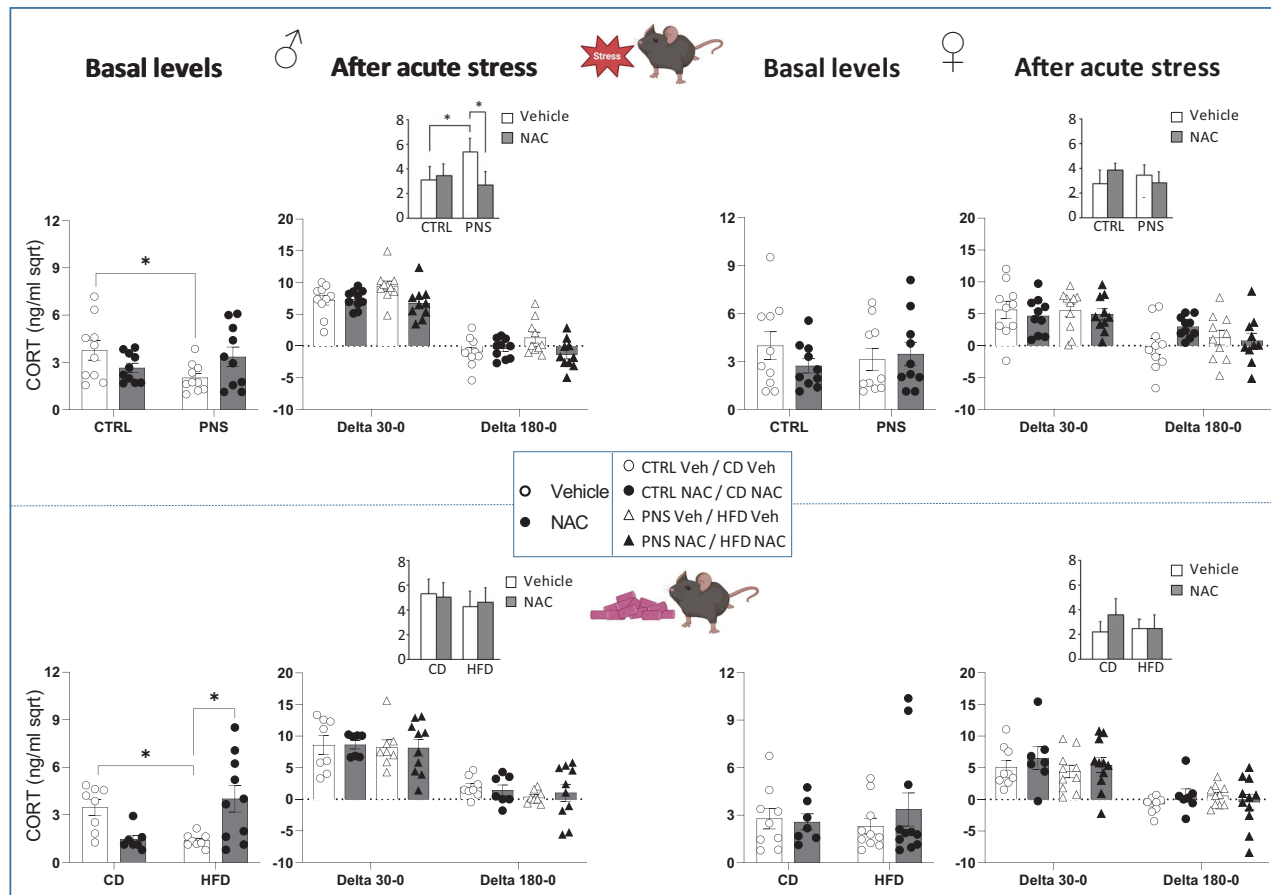 ♂
♀
Stress
Basal levels
After acute stress
Basal levels
After acute stress
*
*
Vehicle
NAC
8
6
4
2
0
CTRL PNS
Vehicle
NAC
8
6
4
2
0
CTRL PNS
CORT (ng/ml sqrt)
12
9
6
3
0
*
CTRL PNS
20
15
10
5
0
-5
-10
Delta 30-0 Delta 180-0
12
9
6
3
0
CTRL PNS
20
15
10
5
0
-5
-10
Delta 30-0 Delta 180-0
Vehicle
NAC
CTRL Veh / CD Veh
CTRL NAC / CD NAC
PNS Veh / HFD Veh
PNS NAC / HFD NAC
Vehicle
NAC
8
6
4
2
0
CD HFD
Vehicle
NAC
8
6
4
2
0
CD HFD
CORT (ng/ml sqrt)
12
9
6
3
0
*
*
CD HFD
20
15
10
5
0
-5
-10
Delta 30-0 Delta 180-0
12
9
6
3
0
CD HFD
20
15
10
5
0
-5
-10
Delta 30-0 Delta 180-0